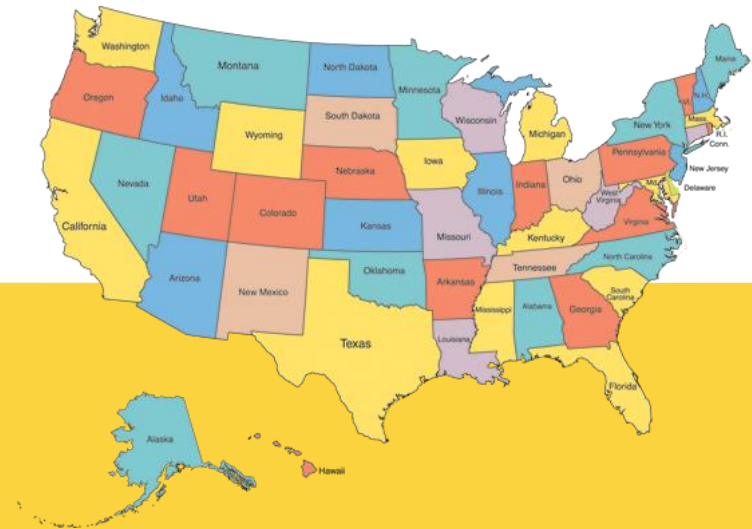 Washington
Montana
North Dakota
Minnesota
Maine
Oregon
Idaho
South Dakota
Wisconsin
Michigan
New York
Vt.
N.H.
Mass.
R.I.
Conn.
Wyoming
Nebraska
Iowa
Illinois
Indiana
Ohio
Pennsylvania
New Jersey
Delaware
Md.
West
Virginia
Virginia
Nevada
Utah
Colorado
Kansas
Missouri
Kentucky
California
Arizona
New Mexico
Oklahoma
Arkansas
Tennessee
North Carolina
South
Carolina
Texas
Louisiana
Mississippi
Alabama
Georgia
Florida
Alaska
Hawaii